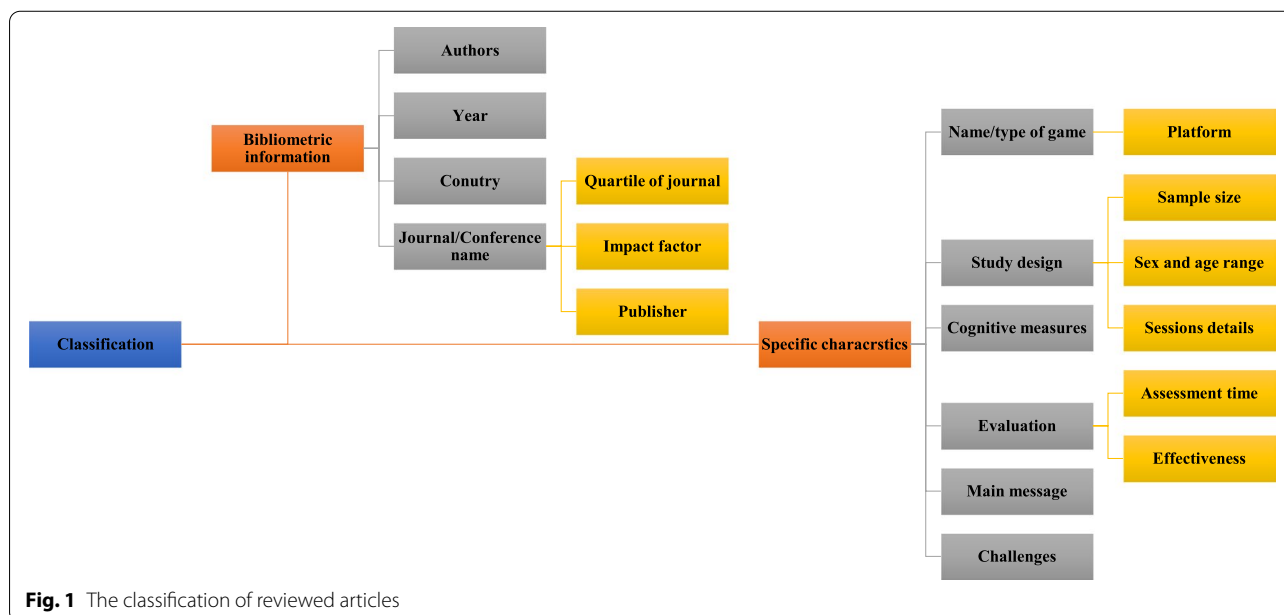 Classification
Bibliometric
information
Authors
Year
Conutry
Journal/Conference
name
Quartile of journal
Impact factor
Publisher
Specific characrstics
Name/type of game
Platform
Study design
Sample size
Sex and age range
Sessions details
Cognitive measures
Evaluation
Assessment time
Effectiveness
Main message
Challenges
Fig. 1 The classification of reviewed articles